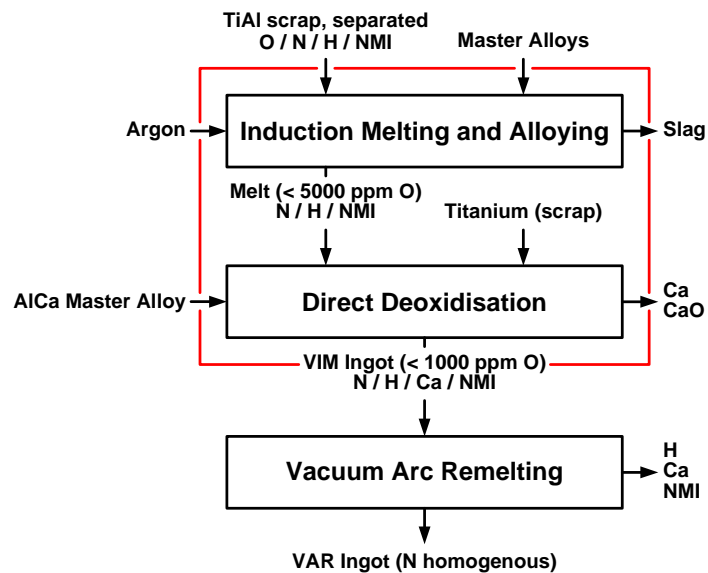 TiAl scrap, separated
O / N / H / NMI
Master Alloys
Argon
Induction Melting and Alloying
Slag
Melt (< 5000 ppm O)
N / H / NMI
Titanium (scrap)
AlCa Master Alloy
Direct Deoxidisation
Ca
CaO
VIM Ingot (< 1000 ppm O)
N / H / Ca / NMI
Vacuum Arc Remelting
H
Ca
NMI
VAR Ingot (N homogenous)